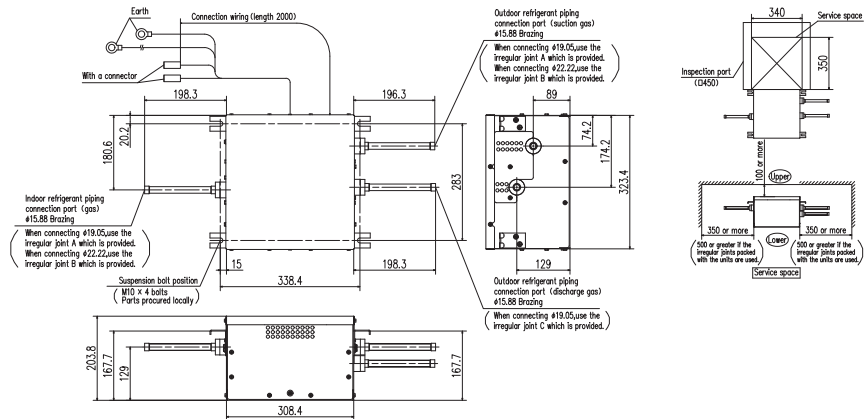 Earth
Connection wiring (length 2000)
With a connector
198.3
20.2
180.6
Indoor refrigerant piping
connection port (gas)
ø15.88 Brazing
When connecting ø19.05,use the
irregular joint A which is provided.
When connecting ø22.22,use the
irregular joint B which is provided.
Suspension bolt position
M10 × 4 bolts
Parts procured locally
15
338.4
196.3
283
198.3
Outdoor refrigerant piping
connection port (suction gas)
ø15.88 Brazing
When connecting ø19.05,use the
irregular joint A which is provided.
When connecting ø22.22,use the
irregular joint B which is provided.
89
74.2
174.2
323.4
129
Outdoor refrigerant piping
connection port (discharge gas)
ø15.88 Brazing
When connecting ø19.05,use the
irregular joint C which is provided.
203.8
167.7
129
308.4
167.7
340
Service space
350
Inspection port
(□450)
100 or more
Upper
350 or more
350 or more
Lower
(500 or greater if the
irregular joints packed
with the units are used.)
(500 or greater if the
irregular joints packed
with the units are used.)
Service space